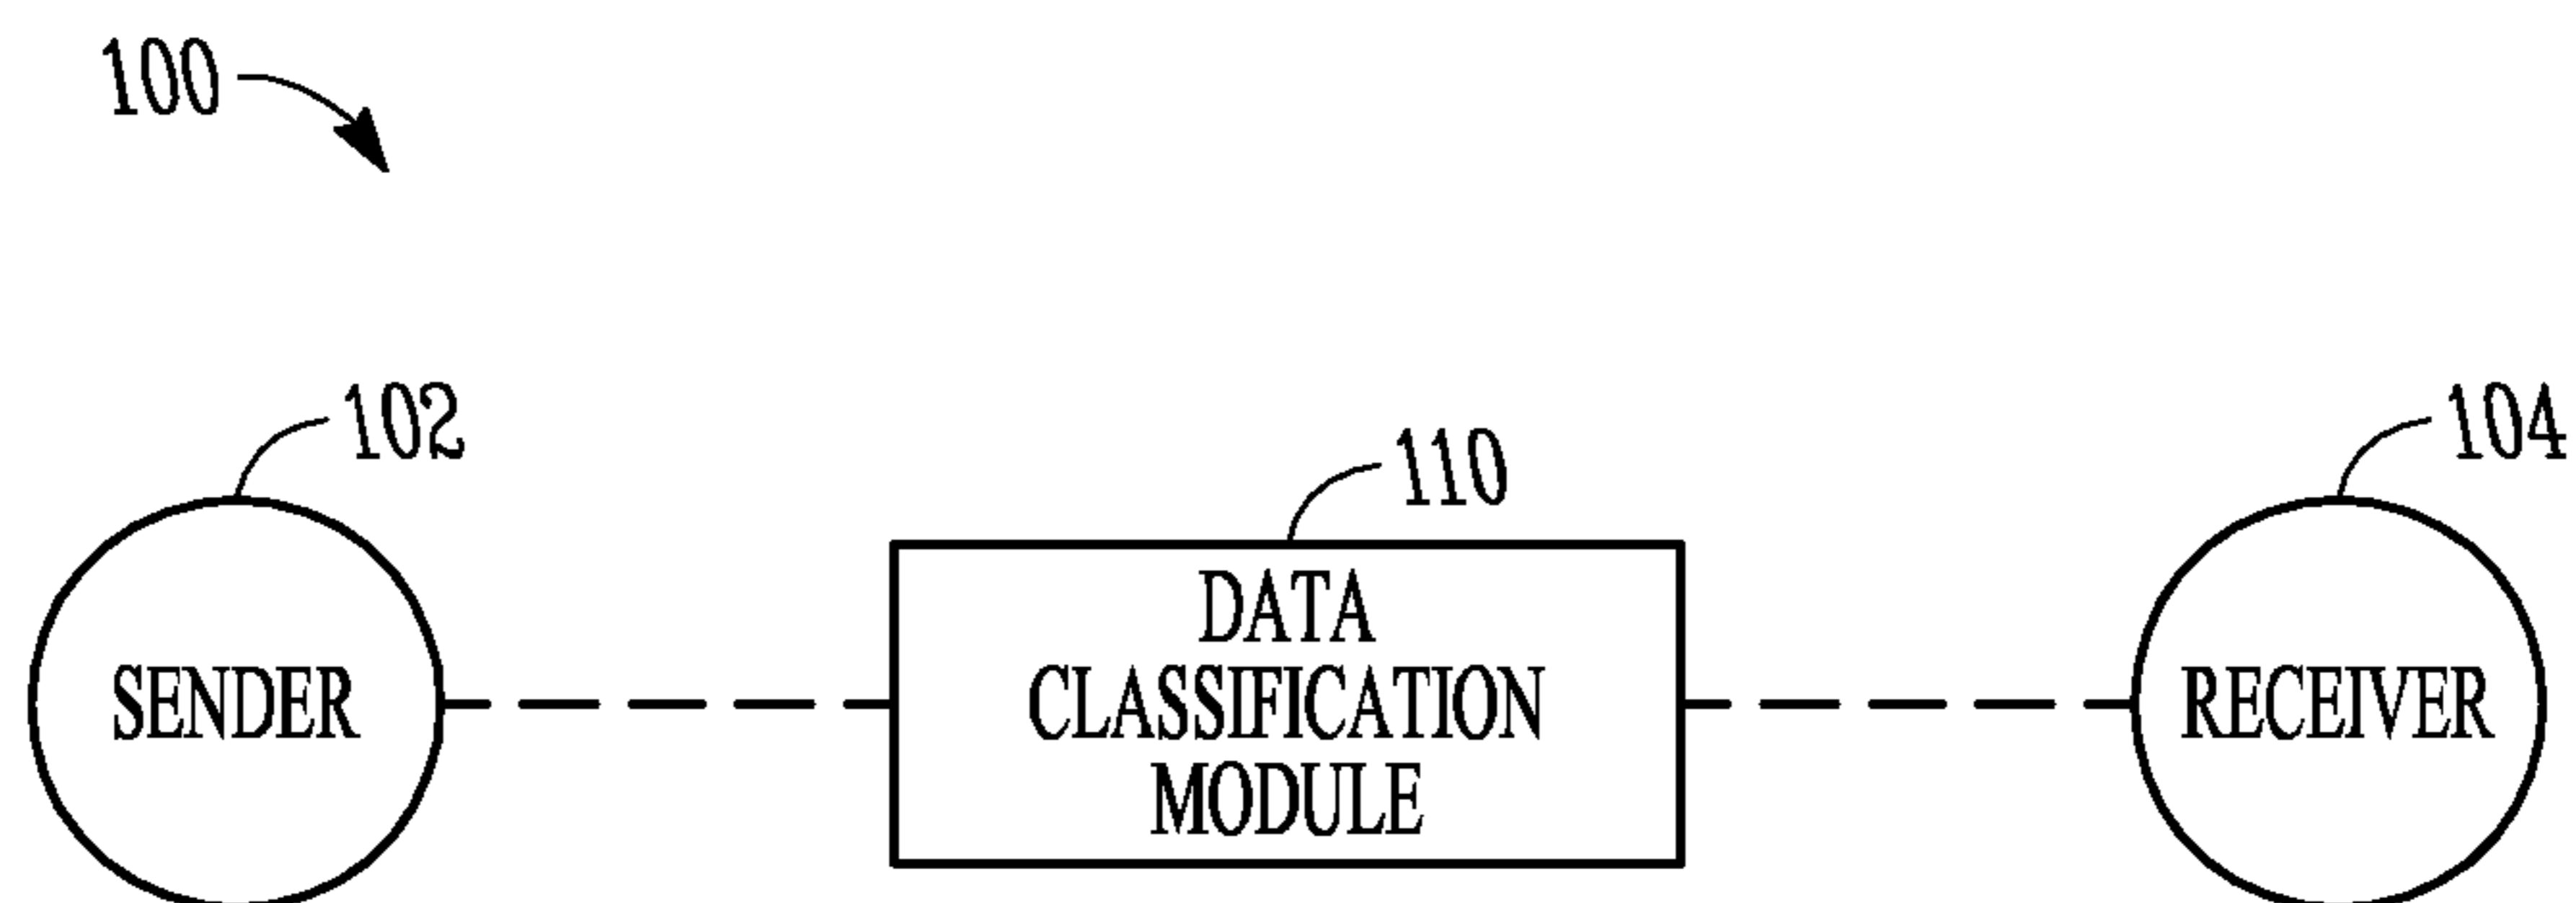 100
102
110
104
SENDER
DATA
CLASSIFICATION
MODULE
RECEIVER